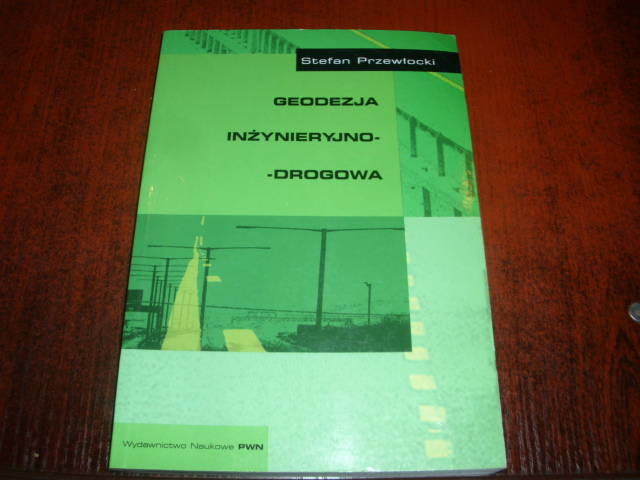 Stefan Przewłocki
GEODEZJA
INŻYNIERYJNO-
-DROGOWA
Wydawnictwo Naukowe PWN